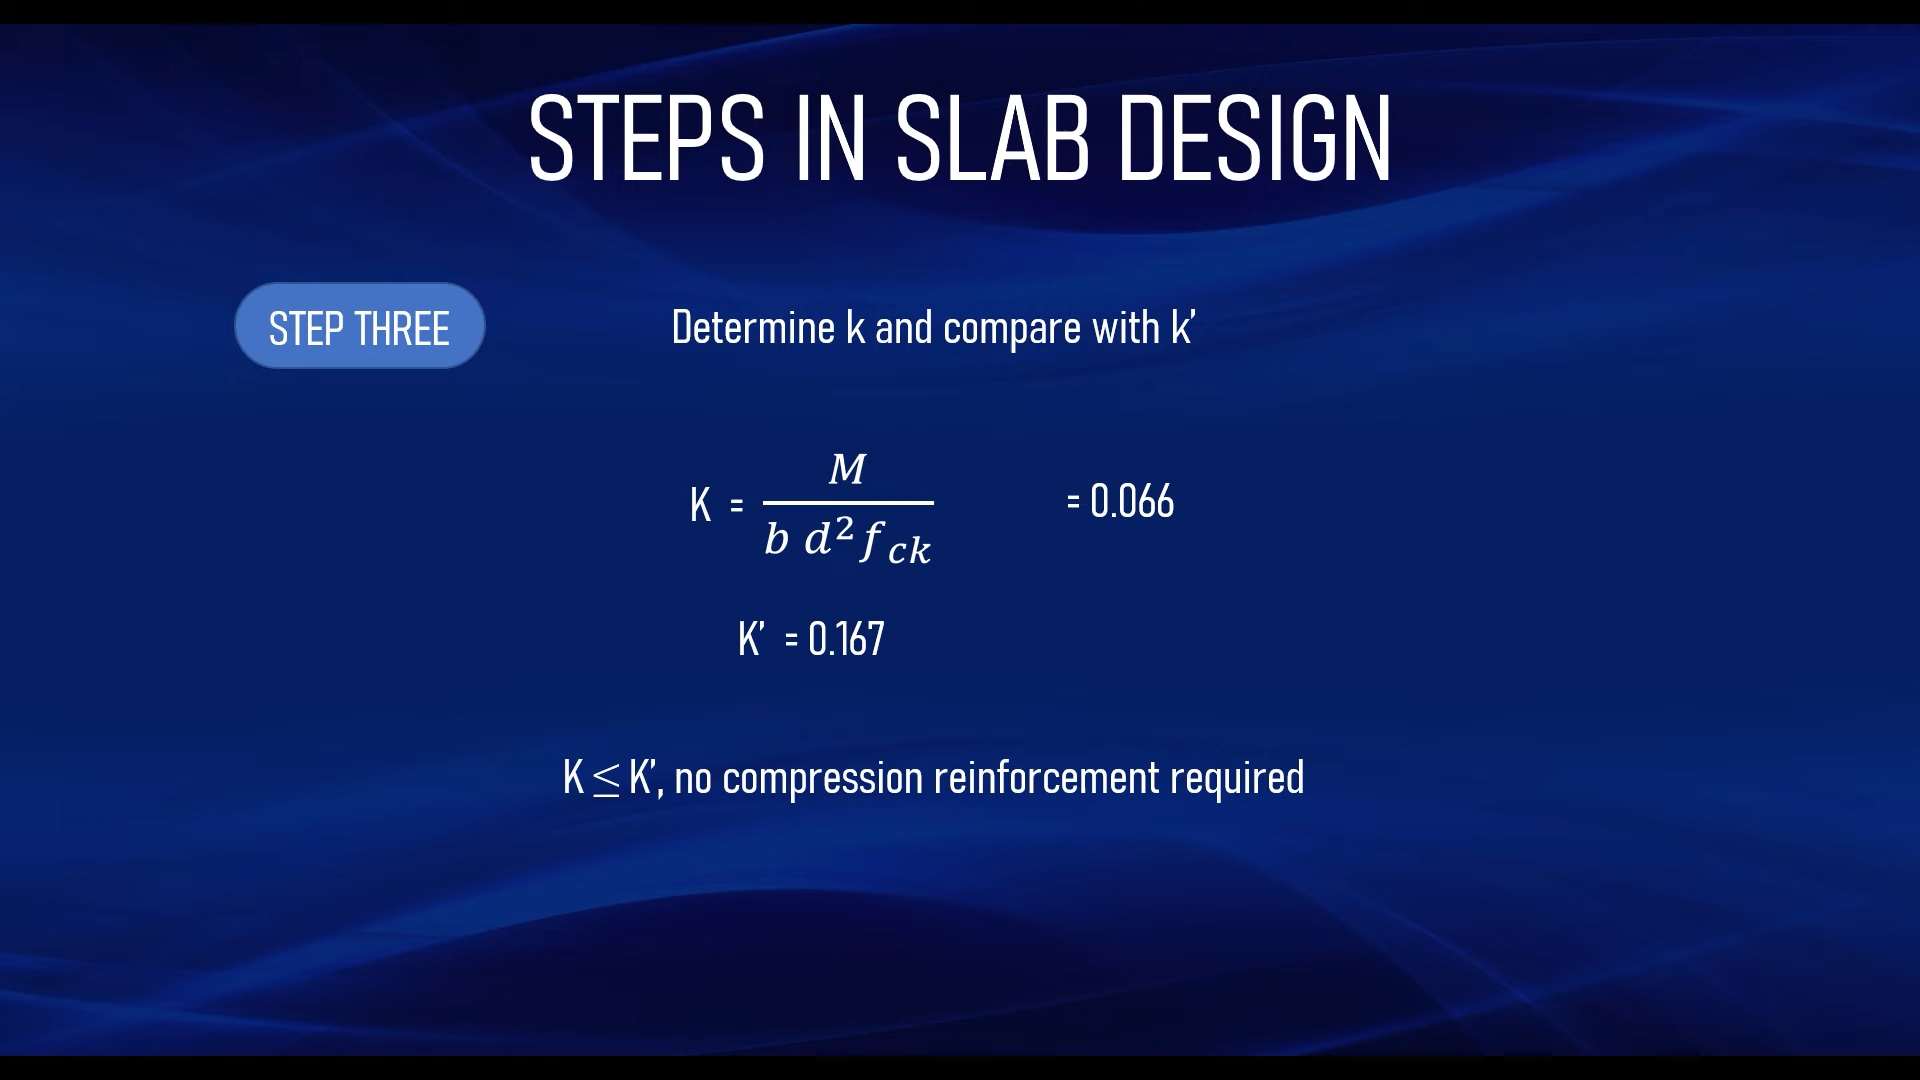 STEPS IN SLAB DESIGN
STEP THREE
Determine k and compare with k’
K = M / b d² f_ck = 0.066
K’ = 0.167
K ≤ K’, no compression reinforcement required